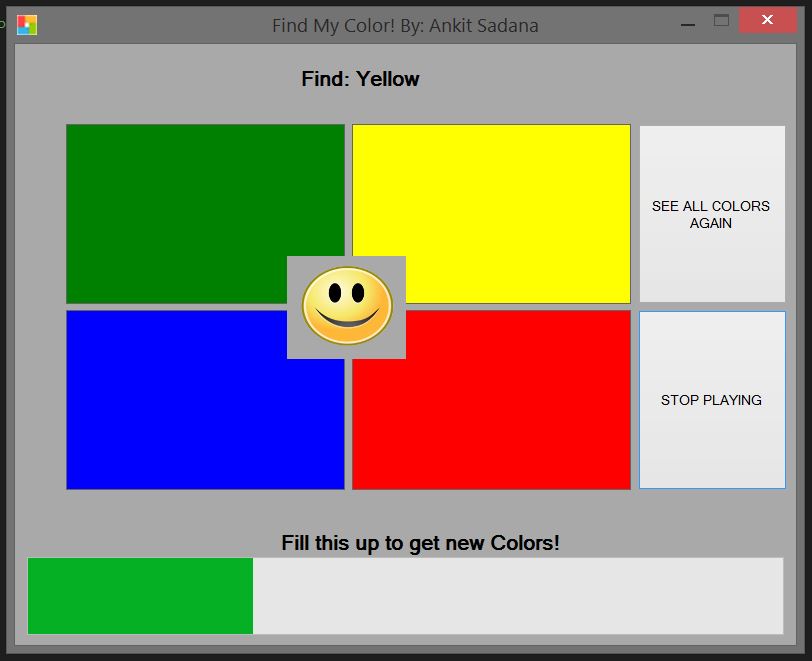 Find My Color! By: Ankit Sadana
Find: Yellow
SEE ALL COLORS
AGAIN
STOP PLAYING
Fill this up to get new Colors!